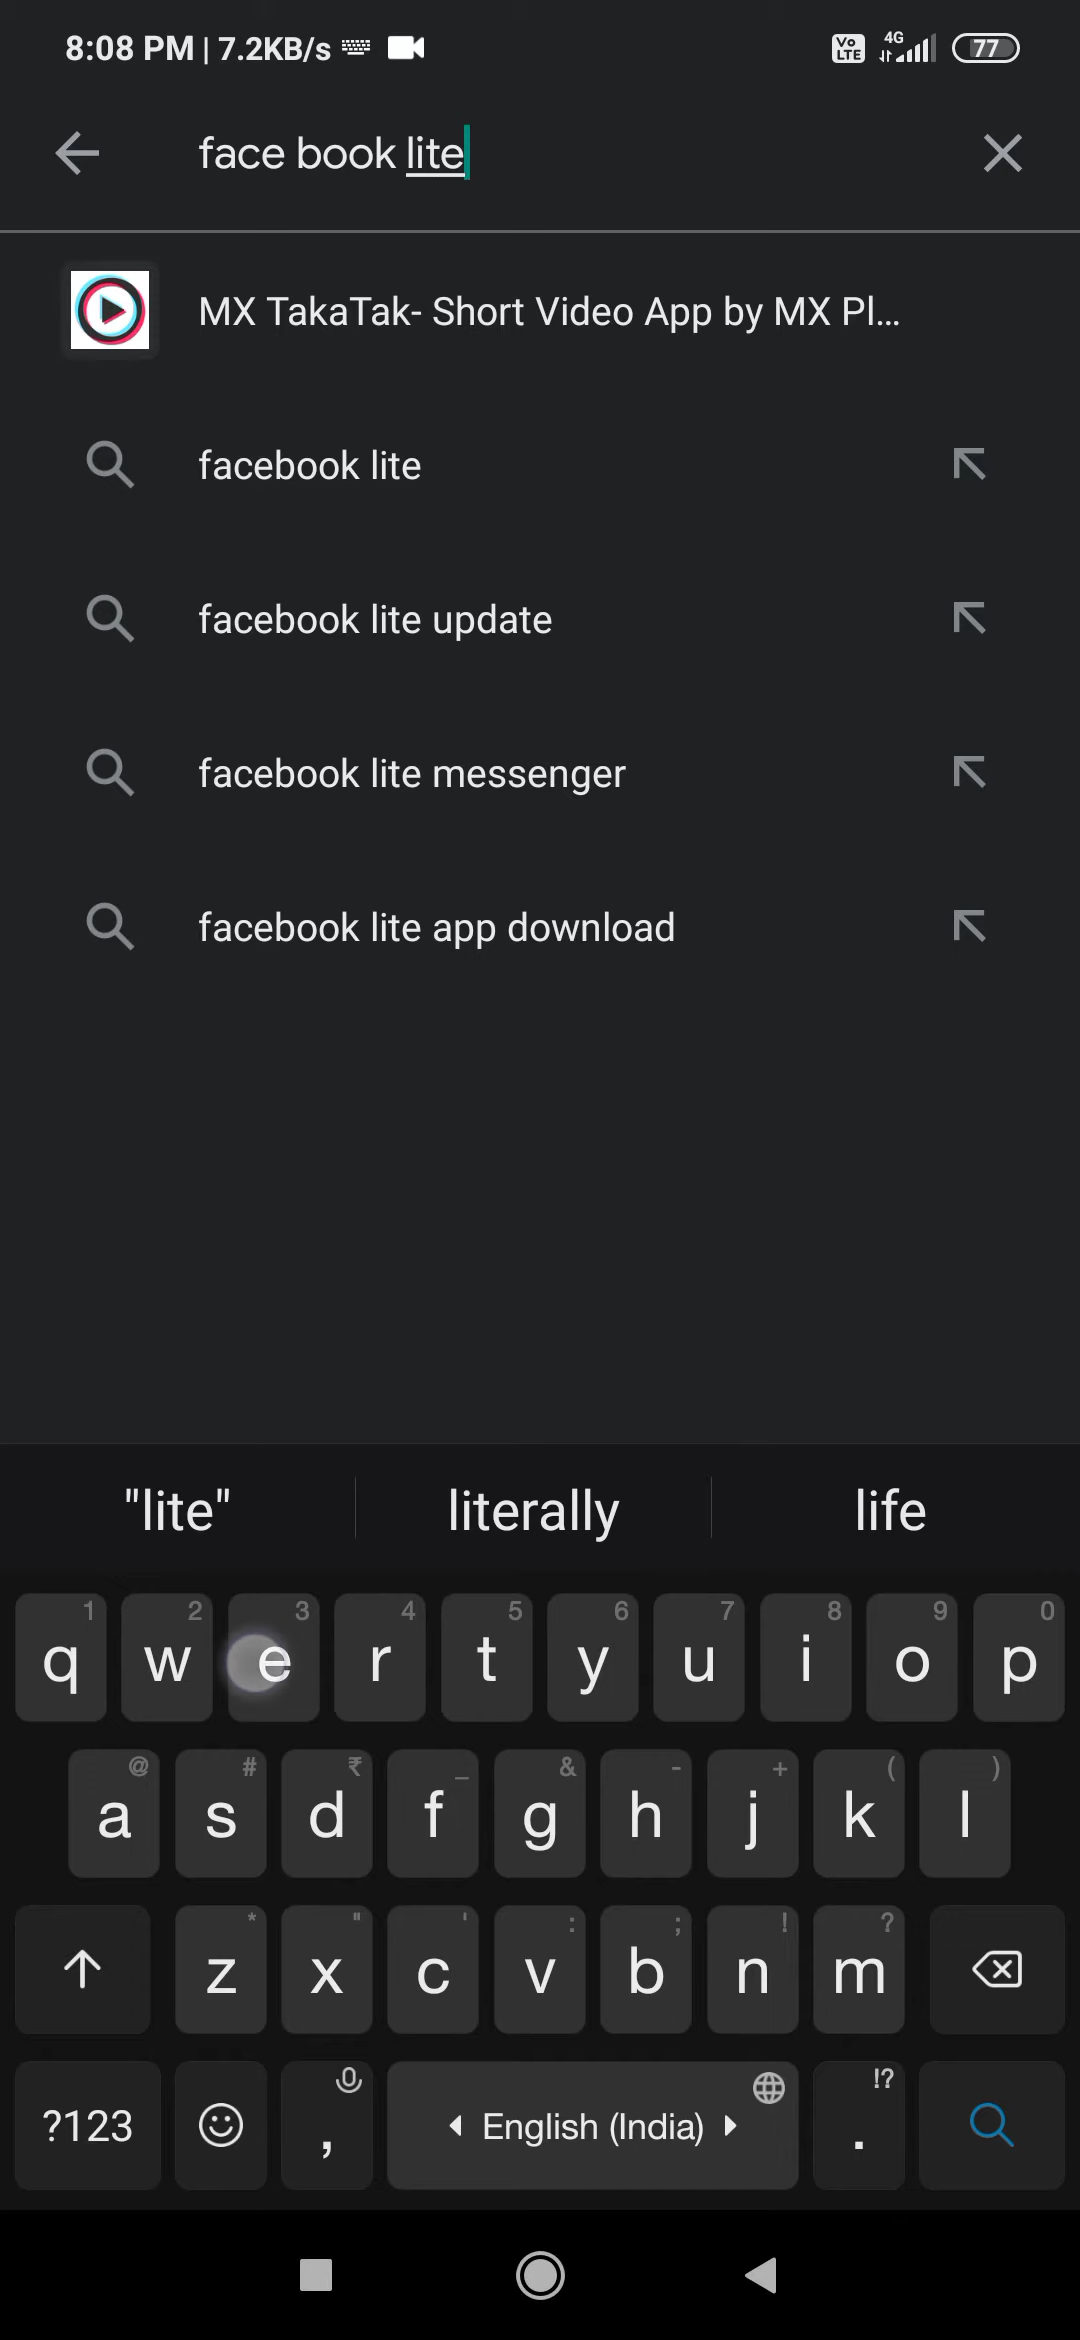 8:08 PM | 7.2KB/s Vo LTE 4G 77
face book lite
MX TakaTak- Short Video App by MX Pl...
facebook lite
facebook lite update
facebook lite messenger
facebook lite app download
"lite" literally life
1 2 3 4 5 6 7 8 9 0
q w e r t y u i o p
@ # ₹ _ & - + ( )
a s d f g h j k l
* " ' : ; ! ?
z x c v b n m
!?
?123 , English (India) .